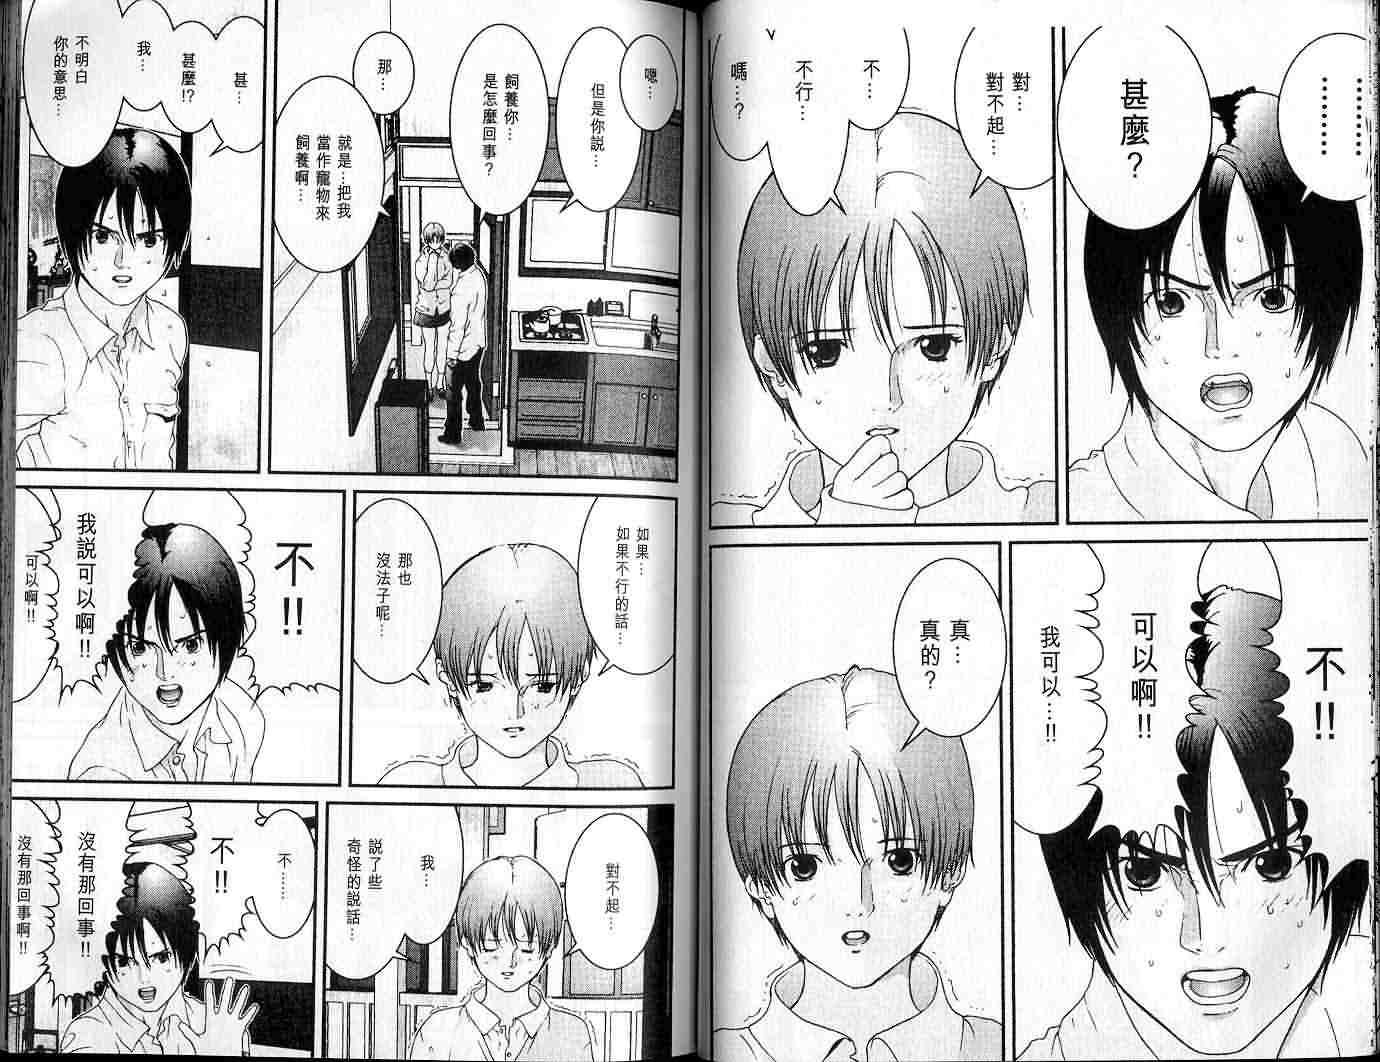 …………
…………
甚麼?
對…
對不起…
不…
不行…
嗎…?
不!!
可以啊!!
我可以…!!
真…
真的?
嗯…
但是你說…
飼養你…
是怎麼回事?
那…
就是…把我
當作寵物來
飼養啊…
甚…
甚麼!?
我…
不明白
你的意思…
如果…
如果不行的話…
那也
沒法子呢…
不!!
我說可以啊!!
可以啊!!
對不起…
我…
說了些
奇怪的說話…
不……
不!!
沒有那回事!!
沒有那回事啊!!